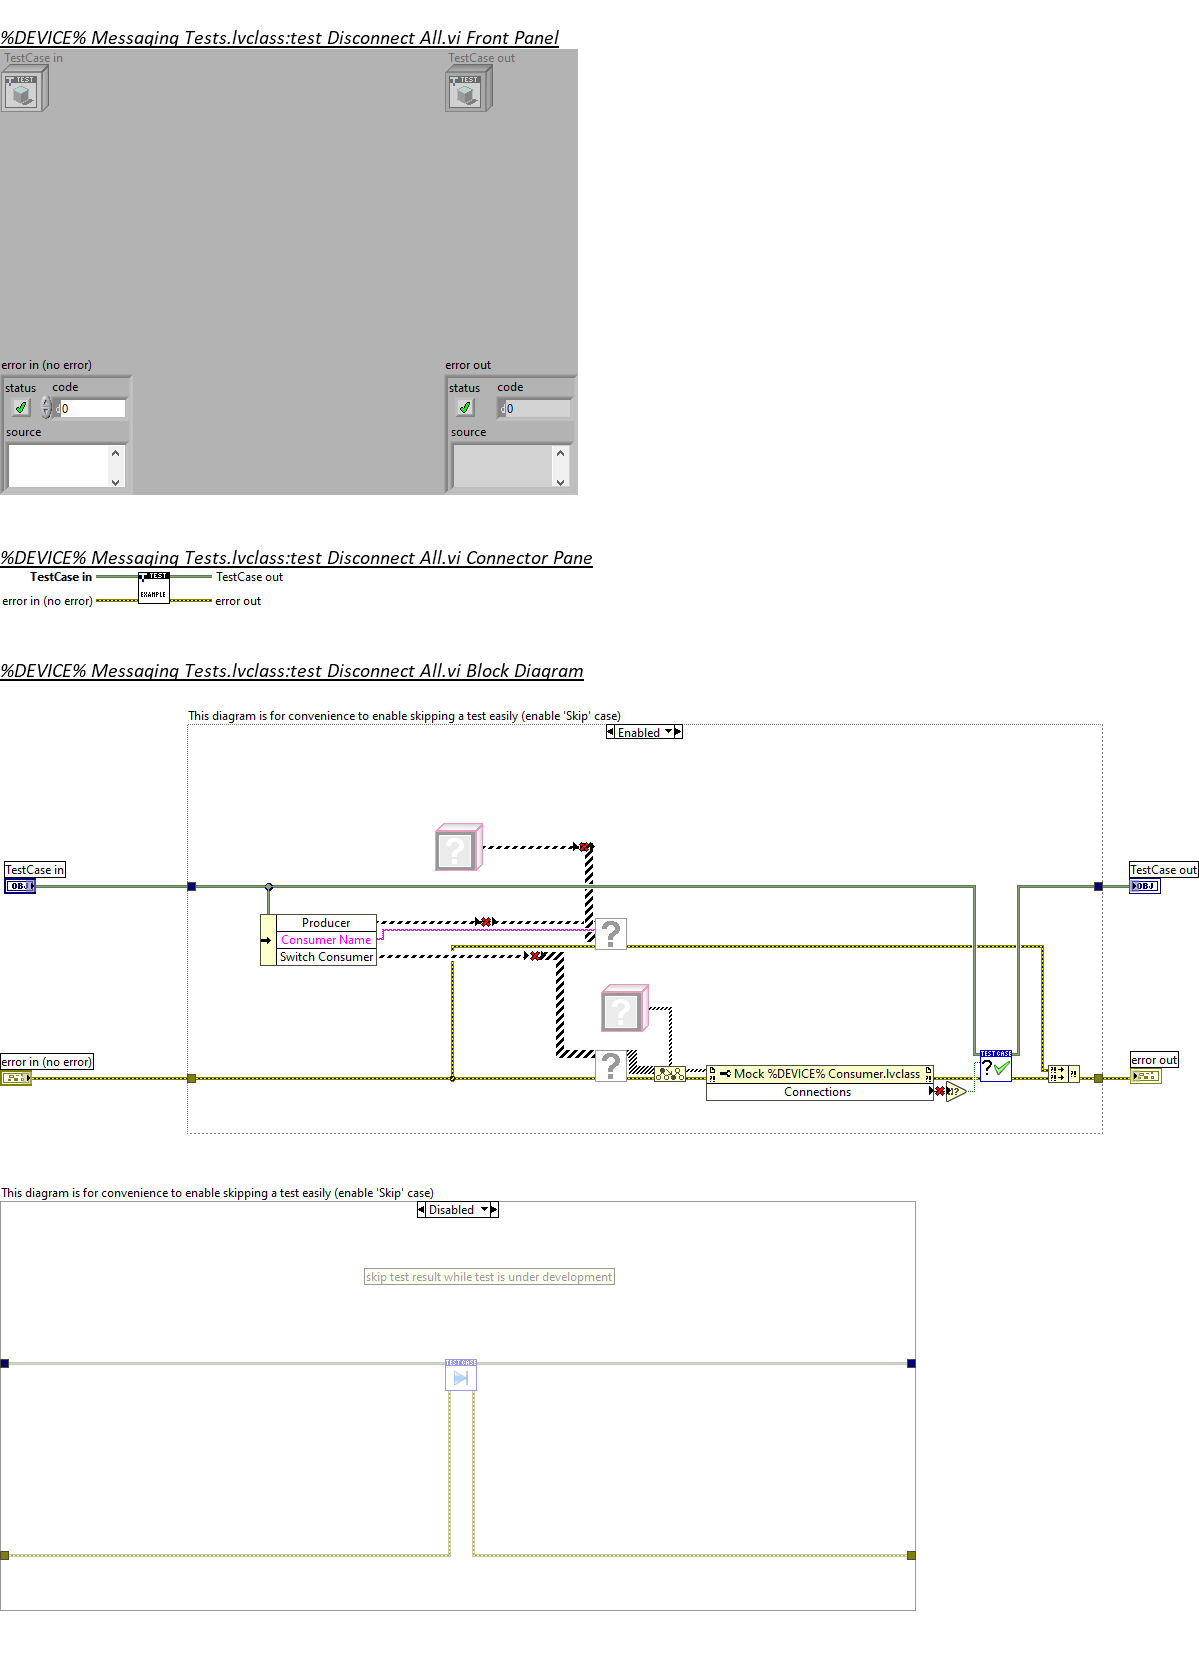 %DEVICE% Messaging Tests.lvclass:test Disconnect All.vi Front Panel
TestCase in
TestCase out
TEST
TEST
error in (no error)
error out
status code
status code
d0
d0
source
source
%DEVICE% Messaging Tests.lvclass:test Disconnect All.vi Connector Pane
TestCase in
TEST
EXAMPLE
TestCase out
error in (no error)
error out
%DEVICE% Messaging Tests.lvclass:test Disconnect All.vi Block Diagram
This diagram is for convenience to enable skipping a test easily (enable 'Skip' case)
Enabled
?
TestCase in
OBJ
TestCase out
OBJ
Producer
Consumer Name
Switch Consumer
?
?
?
error in (no error)
error out
TEST CASE
?
Mock %DEVICE% Consumer.lvclass
Connections
?
This diagram is for convenience to enable skipping a test easily (enable 'Skip' case)
Disabled
skip test result while test is under development
TEST CASE